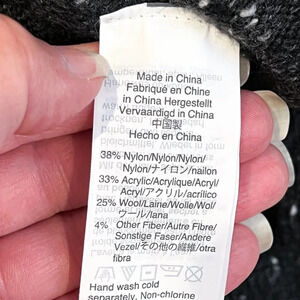 Made in China
Fabriqué en Chine
in China Hergestellt
Vervaardigd in China
中国製
Hecho en China
38% Nylon/Nylon/Nylon/
Nylon/ナイロン/nailon
33% Acrylic/Acrylique/Acryl/
Acryl/アクリル/acrílico
25% Wool/Laine/Wolle/Wol/
ウール/lana
4% Other Fiber/Autre Fibre/
Sonstige Faser/Andere
Vezel/その他の繊維/otra
fibra
Hand wash cold
separately. Non-chlorine